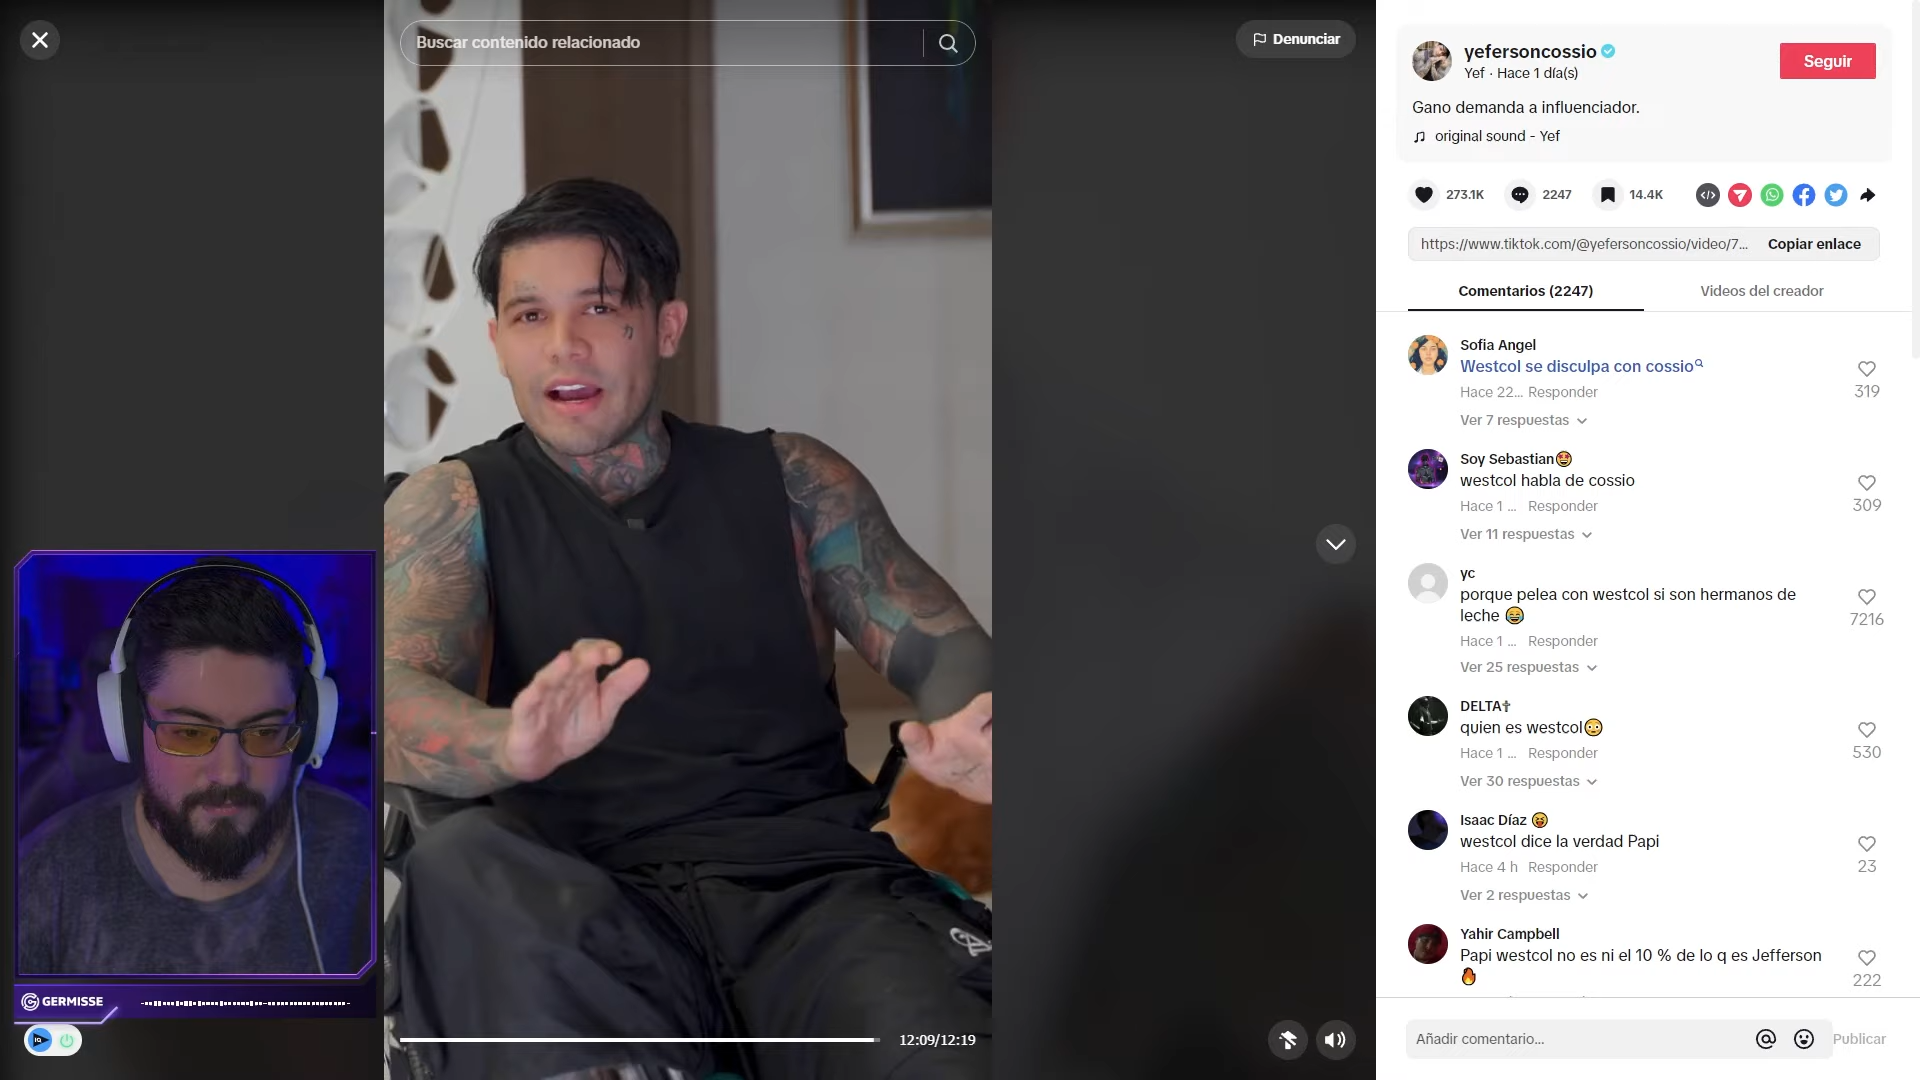 Buscar contenido relacionado
Denunciar
yefersoncossio
Yef · Hace 1 día(s)
Seguir
Gano demanda a influenciador.
original sound - Yef
273.1K
2247
14.4K
https://www.tiktok.com/@yefersoncossio/video/7...
Copiar enlace
Comentarios (2247)
Videos del creador
Sofia Angel
Westcol se disculpa con cossio
Hace 22... Responder
319
Ver 7 respuestas
Soy Sebastian🤩
westcol habla de cossio
Hace 1 ... Responder
309
Ver 11 respuestas
yc
porque pelea con westcol si son hermanos de
leche 😂
7216
Hace 1 ... Responder
Ver 25 respuestas
DELTA✝
quien es westcol😳
Hace 1 ... Responder
530
Ver 30 respuestas
Isaac Díaz 😝
westcol dice la verdad Papi
Hace 4 h Responder
23
Ver 2 respuestas
Yahir Campbell
Papi westcol no es ni el 10 % de lo q es Jefferson
🔥
222
GERMISSE
12:09/12:19
Añadir comentario...
Publicar